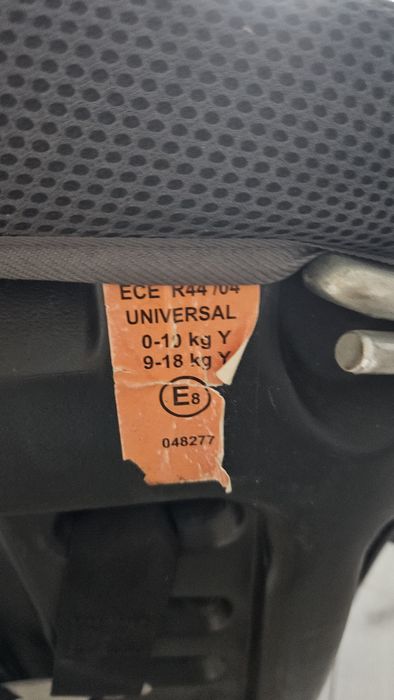 ECE R44/04
UNIVERSAL
0-10 kg Y
9-18 kg Y
E8
048277